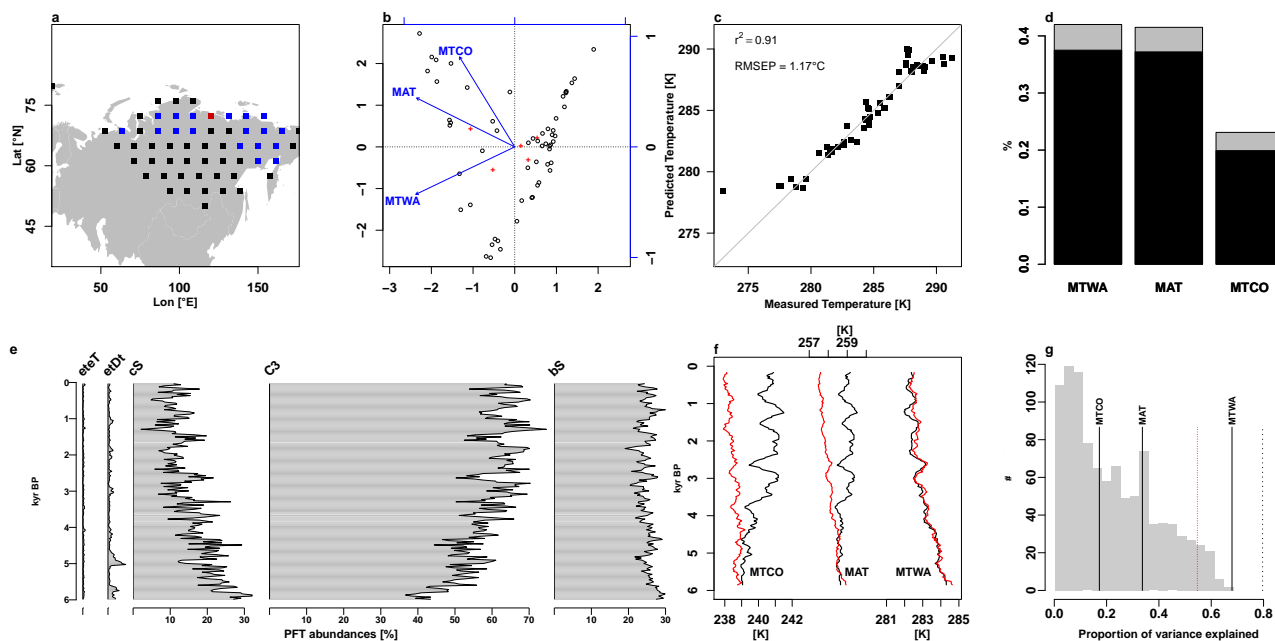 a
Lat [°N]
75
60
45
50
100
150
Lon [°E]
b
MTCO
MAT
MTWA
2
1
0
−1
−2
1
0
−1
−3
−2
−1
0
1
2
c
r² = 0.91
RMSEP = 1.17°C
Predicted Temperature [K]
290
285
280
275
275
280
285
290
Measured Temperature [K]
d
%
0.4
0.3
0.2
0.1
0.0
MTWA
MAT
MTCO
e
eteT
etDt
cS
C3
bS
kyr BP
0
1
2
3
4
5
6
1
1
0
10
20
30
0
10
20
30
40
50
60
70
0
10
20
30
PFT abundances [%]
f
[K]
257
259
kyr BP
0
1
2
3
4
5
6
MTCO
MAT
MTWA
238
240
242
[K]
281
283
285
[K]
g
#
120
100
80
60
40
20
0
MTCO
MAT
MTWA
0.0
0.2
0.4
0.6
0.8
Proportion of variance explained